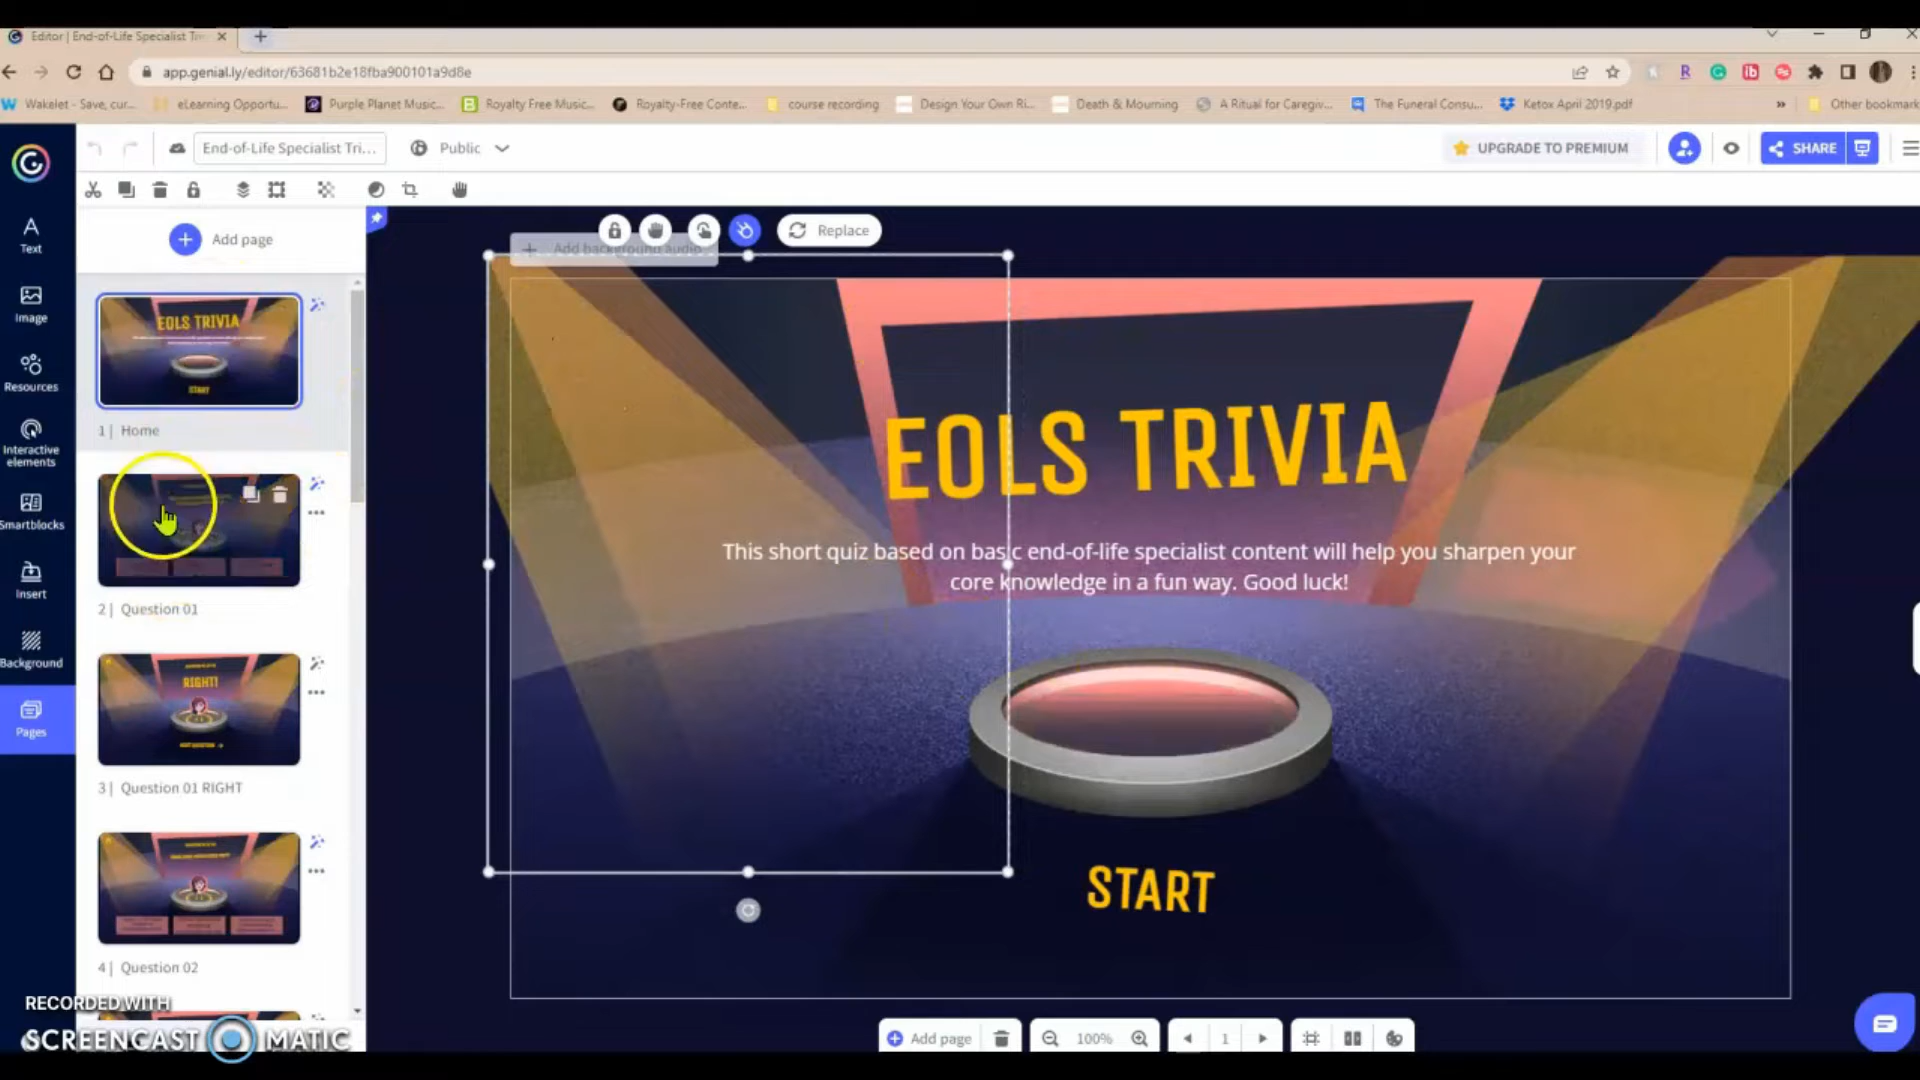 Editor | End-of-Life Specialist Tri
app.genial.ly/editor/63681b2e18fba900101a9d8e
Wakelet - Save, cur...
eLearning Opportu...
Purple Planet Music...
Royalty Free Music...
Royalty-Free Conte...
course recording
Design Your Own Ri...
Death & Mourning
A Ritual for Caregiv...
The Funeral Consu...
Ketox April 2019.pdf
»
Other bookmark
End-of-Life Specialist Tri...
Public
UPGRADE TO PREMIUM
SHARE
Text
Image
Resources
Interactive elements
Smartblocks
Insert
Background
Pages
Add page
EOLS TRIVIA
START
1 | Home
2 | Question 01
RIGHT!
3 | Question 01 RIGHT
4 | Question 02
Add background audio
Replace
EOLS TRIVIA
This short quiz based on basic end-of-life specialist content will help you sharpen your
core knowledge in a fun way. Good luck!
START
Add page
100%
1
RECORDED WITH
SCREENCAST MATIC